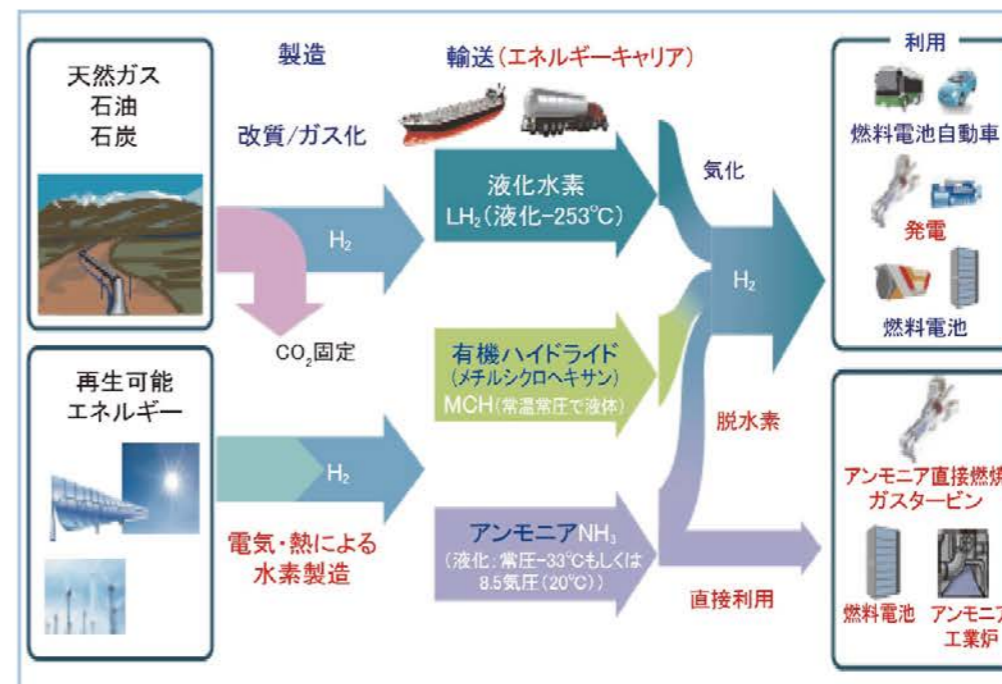 天然ガス
石油
石炭
再生可能
エネルギー
製造
改質/ガス化
H₂
CO₂固定
H₂
電気・熱による
水素製造
輸送(エネルギーキャリア)
液化水素
LH₂(液化-253℃)
有機ハイドライド
(メチルシクロヘキサン)
MCH(常温常圧で液体)
アンモニアNH₃
(液化:常圧-33℃もしくは
8.5気圧(20℃))
気化
H₂
脱水素
直接利用
利用
燃料電池自動車
発電
燃料電池
アンモニア直接燃焼
ガスタービン
燃料電池
アンモニア
工業炉